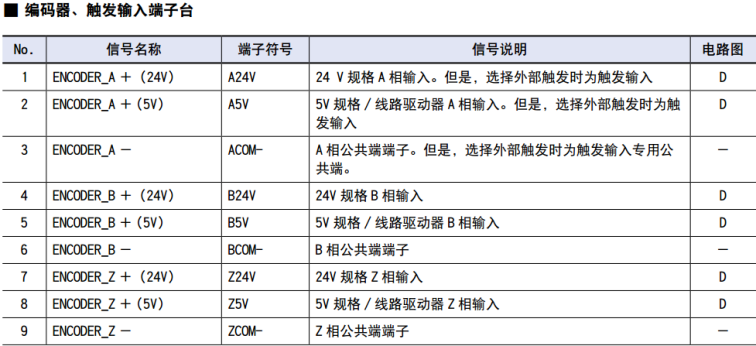 ■ 编码器、触发输入端子台
No. 信号名称 端子符号 信号说明 电路图
1 ENCODER_A + (24V) A24V 24 V 规格 A 相输入。但是，选择外部触发时为触发输入 D
2 ENCODER_A + (5V) A5V 5V 规格 / 线路驱动器 A 相输入。但是，选择外部触发时为触
发输入 D
3 ENCODER_A － ACOM- A 相公共端端子。但是，选择外部触发时为触发输入专用公
共端。 －
4 ENCODER_B + (24V) B24V 24V 规格 B 相输入 D
5 ENCODER_B + (5V) B5V 5V 规格 / 线路驱动器 B 相输入 D
6 ENCODER_B － BCOM- B 相公共端端子 －
7 ENCODER_Z + (24V) Z24V 24V 规格 Z 相输入 D
8 ENCODER_Z + (5V) Z5V 5V 规格 / 线路驱动器 Z 相输入 D
9 ENCODER_Z － ZCOM- Z 相公共端端子 －